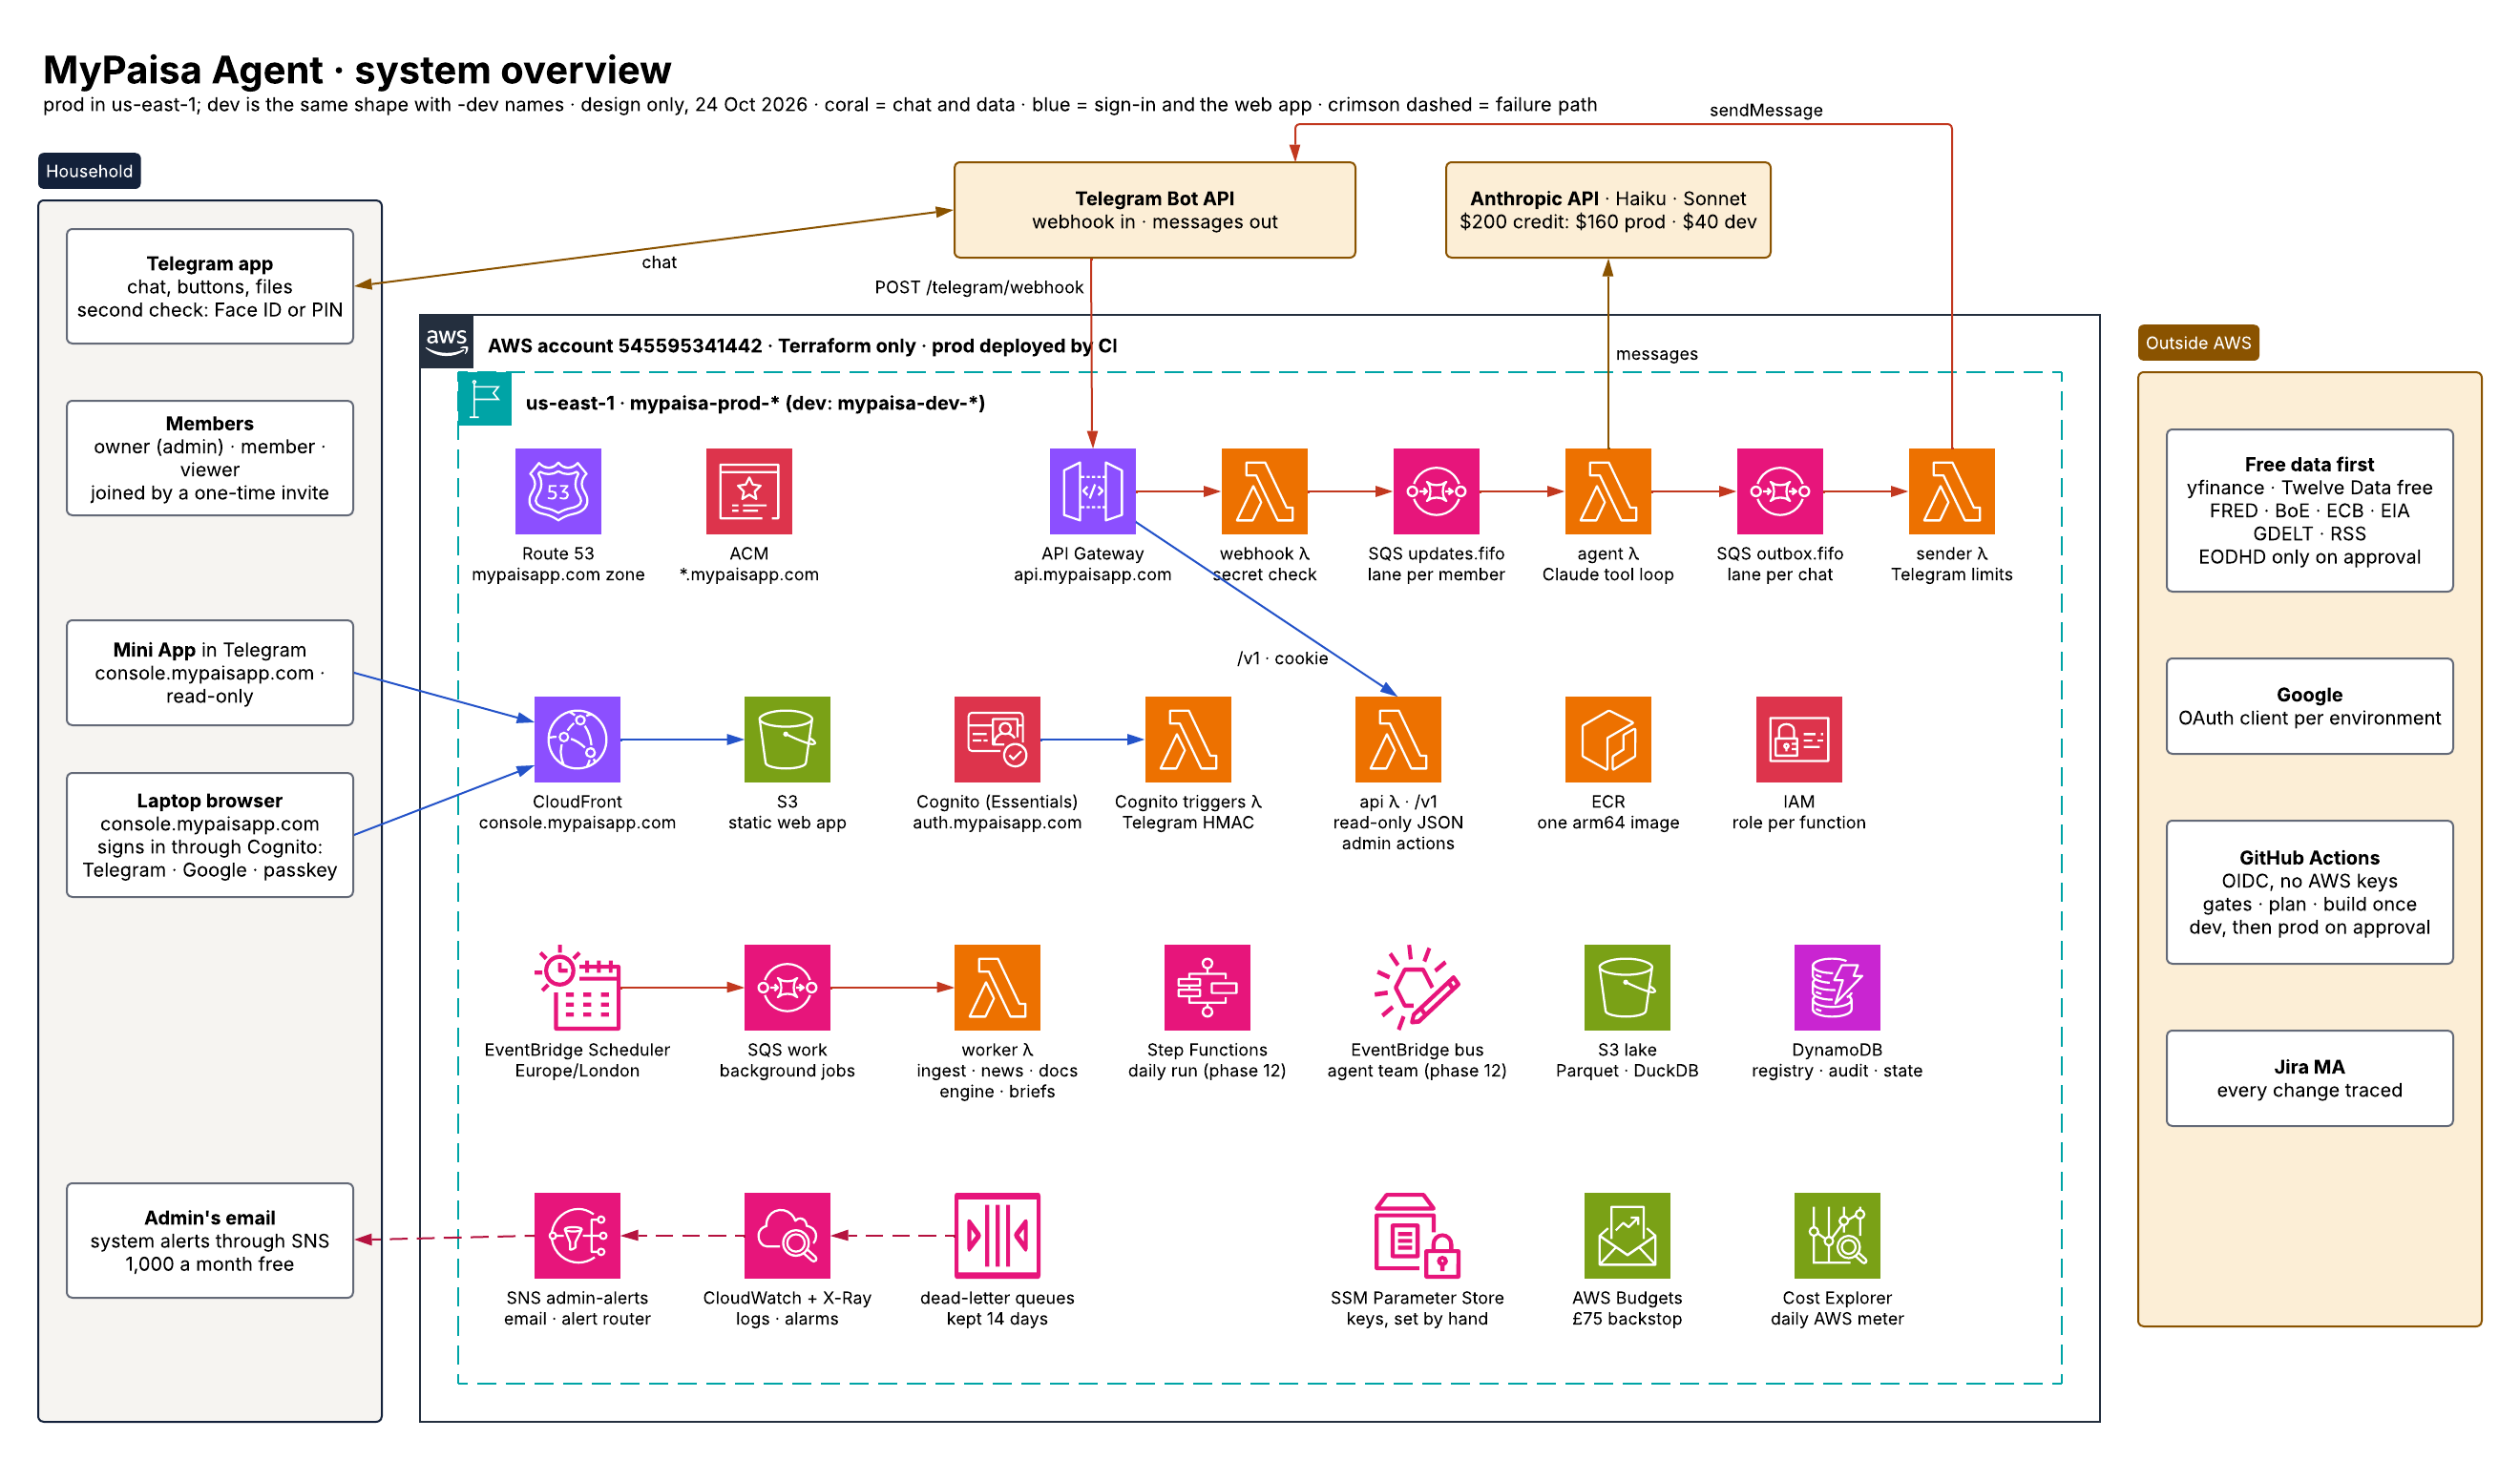 MyPaisa Agent · system overview
prod in us-east-1; dev is the same shape with -dev names · design only, 24 Oct 2026 · coral = chat and data · blue = sign-in and the web app · crimson dashed = failure path
sendMessage
Household
Telegram app
chat, buttons, files
second check: Face ID or PIN
Members
owner (admin) · member ·
viewer
joined by a one-time invite
Mini App in Telegram
console.mypaisapp.com ·
read-only
Laptop browser
console.mypaisapp.com
signs in through Cognito:
Telegram · Google · passkey
Admin's email
system alerts through SNS
1,000 a month free
chat
Telegram Bot API
webhook in · messages out
Anthropic API · Haiku · Sonnet
$200 credit: $160 prod · $40 dev
POST /telegram/webhook
messages
aws
AWS account 545595341442 · Terraform only · prod deployed by CI
us-east-1 · mypaisa-prod-* (dev: mypaisa-dev-*)
53
Route 53
mypaisapp.com zone
ACM
*.mypaisapp.com
API Gateway
api.mypaisapp.com
webhook λ
secret check
SQS updates.fifo
lane per member
agent λ
Claude tool loop
SQS outbox.fifo
lane per chat
sender λ
Telegram limits
/v1 · cookie
CloudFront
console.mypaisapp.com
S3
static web app
Cognito (Essentials)
auth.mypaisapp.com
Cognito triggers λ
Telegram HMAC
api λ · /v1
read-only JSON
admin actions
ECR
one arm64 image
IAM
role per function
EventBridge Scheduler
Europe/London
SQS work
background jobs
worker λ
ingest · news · docs
engine · briefs
Step Functions
daily run (phase 12)
EventBridge bus
agent team (phase 12)
S3 lake
Parquet · DuckDB
DynamoDB
registry · audit · state
SNS admin-alerts
email · alert router
CloudWatch + X-Ray
logs · alarms
dead-letter queues
kept 14 days
SSM Parameter Store
keys, set by hand
AWS Budgets
£75 backstop
Cost Explorer
daily AWS meter
Outside AWS
Free data first
yfinance · Twelve Data free
FRED · BoE · ECB · EIA
GDELT · RSS
EODHD only on approval
Google
OAuth client per environment
GitHub Actions
OIDC, no AWS keys
gates · plan · build once
dev, then prod on approval
Jira MA
every change traced